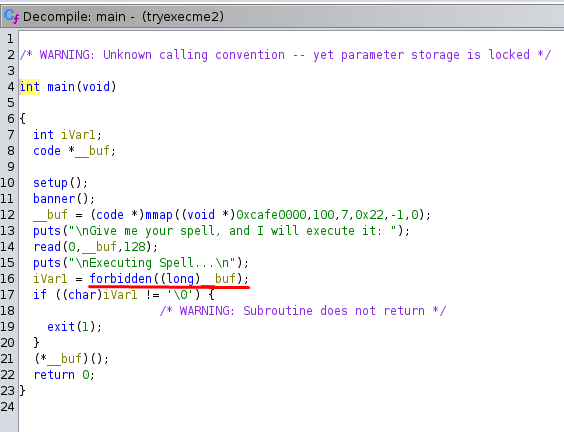 Decompile: main - (tryexecme2)
1
2 /* WARNING: Unknown calling convention -- yet parameter storage is locked */
3
4 int main(void)
5
6 {
7 int iVar1;
8 code *__buf;
9
10 setup();
11 banner();
12 __buf = (code *)mmap((void *)0xcafe0000,100,7,0x22,-1,0);
13 puts("\nGive me your spell, and I will execute it: ");
14 read(0,__buf,128);
15 puts("\nExecuting Spell...\n");
16 iVar1 = forbidden((long)__buf);
17 if ((char)iVar1 != '\0') {
18 /* WARNING: Subroutine does not return */
19 exit(1);
20 }
21 (*__buf)();
22 return 0;
23 }
24